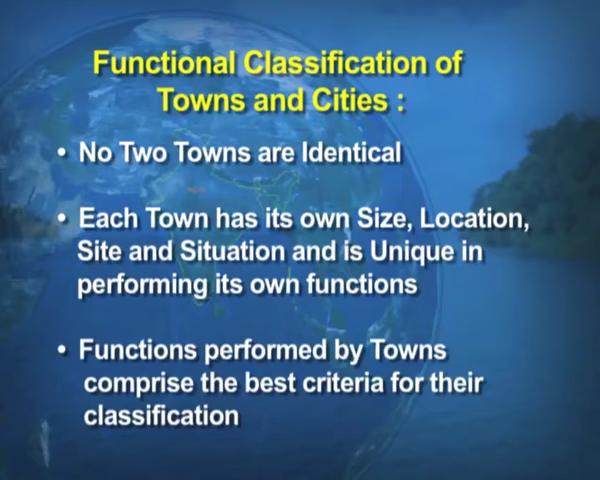 Functional Classification of
Towns and Cities :
• No Two Towns are Identical
• Each Town has its own Size, Location,
Site and Situation and is Unique in
performing its own functions
• Functions performed by Towns
comprise the best criteria for their
classification